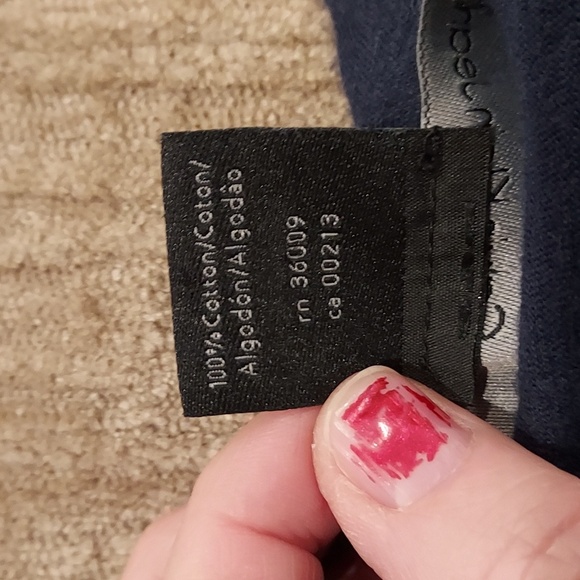 100% Cotton/Coton/
Algodón/Algodão
rn 36009
ca 00213